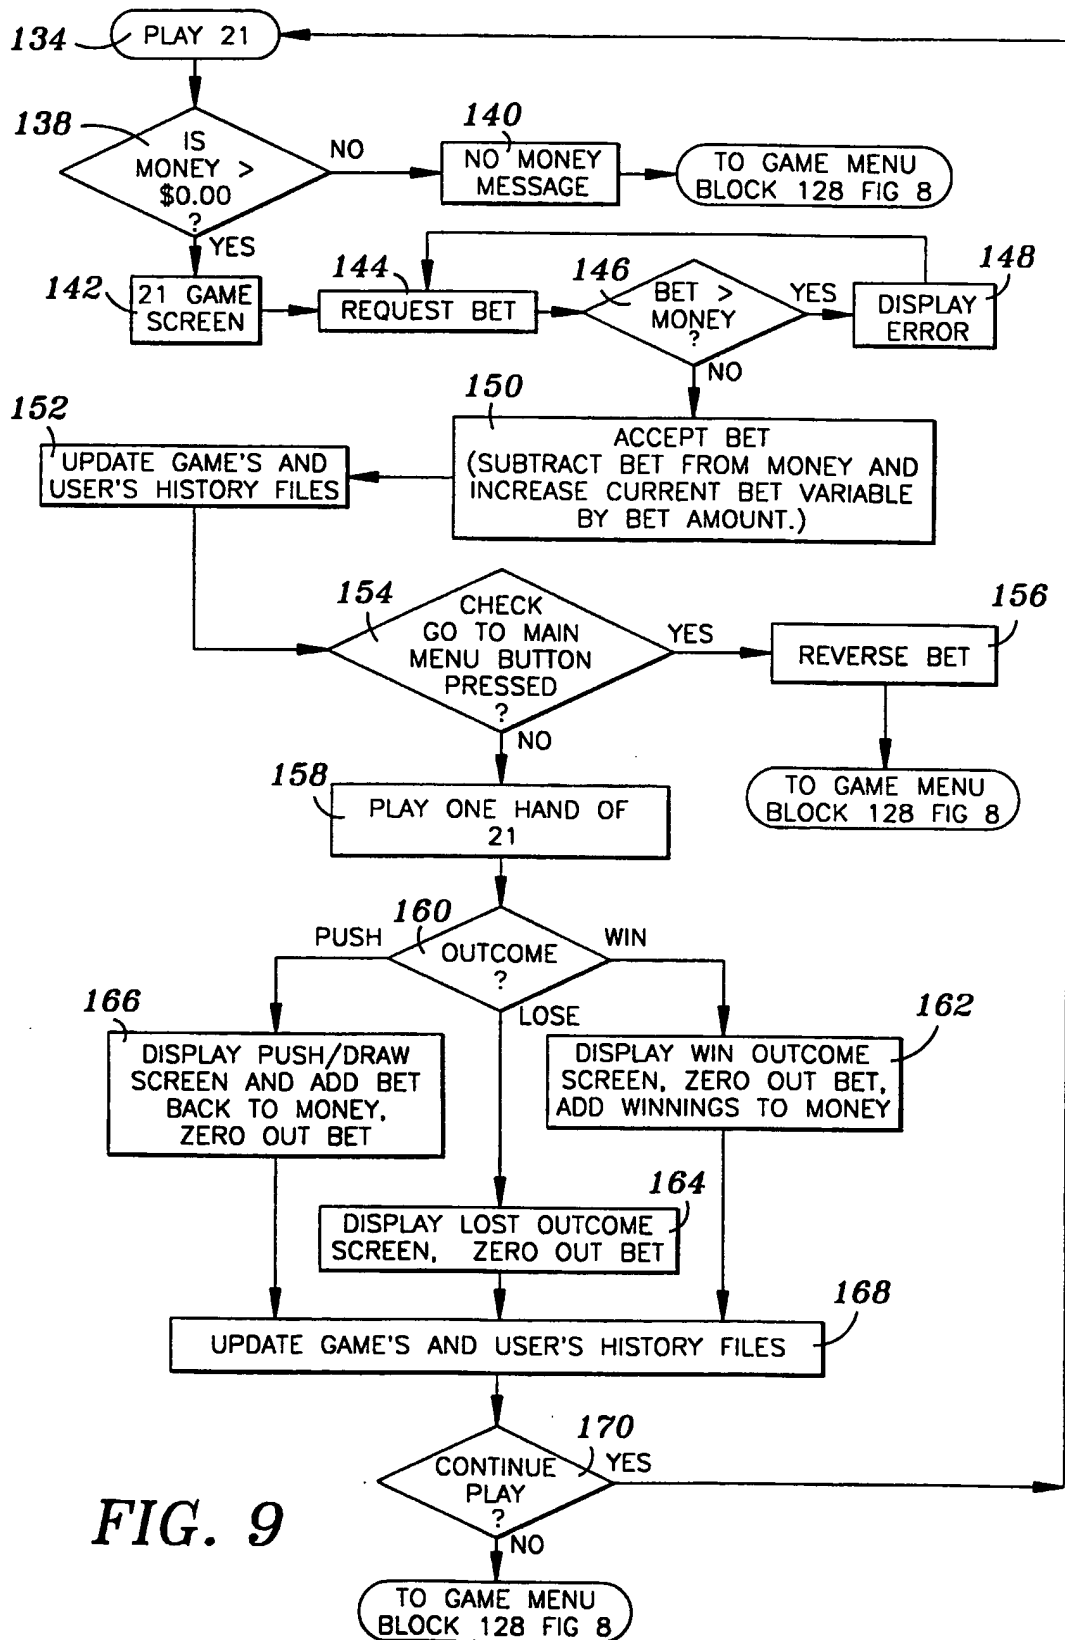 134
PLAY 21
138
IS
MONEY >
$0.00
?
NO
140
NO MONEY
MESSAGE
TO GAME MENU
BLOCK 128 FIG 8
YES
142
21 GAME
SCREEN
144
REQUEST BET
146
BET >
MONEY
?
YES
148
DISPLAY
ERROR
NO
150
ACCEPT BET
(SUBTRACT BET FROM MONEY AND
INCREASE CURRENT BET VARIABLE
BY BET AMOUNT.)
152
UPDATE GAME'S AND
USER'S HISTORY FILES
154
CHECK
GO TO MAIN
MENU BUTTON
PRESSED
?
YES
156
REVERSE BET
TO GAME MENU
BLOCK 128 FIG 8
NO
158
PLAY ONE HAND OF
21
160
OUTCOME
?
PUSH
WIN
LOSE
166
DISPLAY PUSH/DRAW
SCREEN AND ADD BET
BACK TO MONEY,
ZERO OUT BET
162
DISPLAY WIN OUTCOME
SCREEN, ZERO OUT BET,
ADD WINNINGS TO MONEY
164
DISPLAY LOST OUTCOME
SCREEN, ZERO OUT BET
168
UPDATE GAME'S AND USER'S HISTORY FILES
170
CONTINUE
PLAY
?
YES
NO
TO GAME MENU
BLOCK 128 FIG 8
FIG. 9